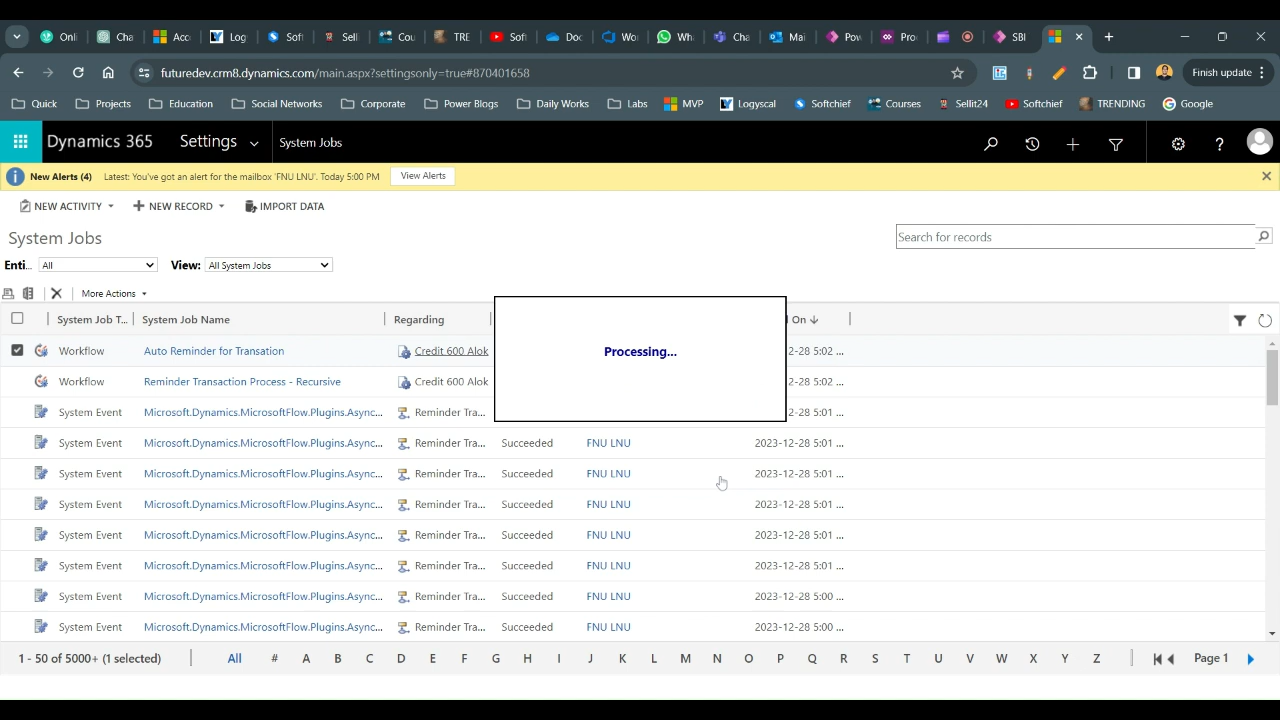 Onli Cha Acc Log Soft Selli Cou TRE Soft Doc Wor Wha Cha Mai Pow Pro SBI
futuredev.crm8.dynamics.com/main.aspx?settingsonly=true#870401658 Finish update
Quick Projects Education Social Networks Corporate Power Blogs Daily Works Labs MVP Logyscal Softchief Courses Sellit24 Softchief TRENDING Google
Dynamics 365 Settings System Jobs
New Alerts (4) Latest: You've got an alert for the mailbox 'FNU LNU'. Today 5:00 PM View Alerts
NEW ACTIVITY NEW RECORD IMPORT DATA
System Jobs Search for records
Enti... All View: All System Jobs
More Actions
System Job T... System Job Name Regarding On
Processing...
Workflow Auto Reminder for Transation Credit 600 Alok 2-28 5:02 ...
Workflow Reminder Transaction Process - Recursive Credit 600 Alok 2-28 5:02 ...
System Event Microsoft.Dynamics.MicrosoftFlow.Plugins.Async... Reminder Tra... 2023-12-28 5:01 ...
System Event Microsoft.Dynamics.MicrosoftFlow.Plugins.Async... Reminder Tra... Succeeded FNU LNU 2023-12-28 5:01 ...
System Event Microsoft.Dynamics.MicrosoftFlow.Plugins.Async... Reminder Tra... Succeeded FNU LNU 2023-12-28 5:01 ...
System Event Microsoft.Dynamics.MicrosoftFlow.Plugins.Async... Reminder Tra... Succeeded FNU LNU 2023-12-28 5:01 ...
System Event Microsoft.Dynamics.MicrosoftFlow.Plugins.Async... Reminder Tra... Succeeded FNU LNU 2023-12-28 5:01 ...
System Event Microsoft.Dynamics.MicrosoftFlow.Plugins.Async... Reminder Tra... Succeeded FNU LNU 2023-12-28 5:01 ...
System Event Microsoft.Dynamics.MicrosoftFlow.Plugins.Async... Reminder Tra... Succeeded FNU LNU 2023-12-28 5:00 ...
System Event Microsoft.Dynamics.MicrosoftFlow.Plugins.Async... Reminder Tra... Succeeded FNU LNU 2023-12-28 5:00 ...
1 - 50 of 5000+ (1 selected) All # A B C D E F G H I J K L M N O P Q R S T U V W X Y Z Page 1